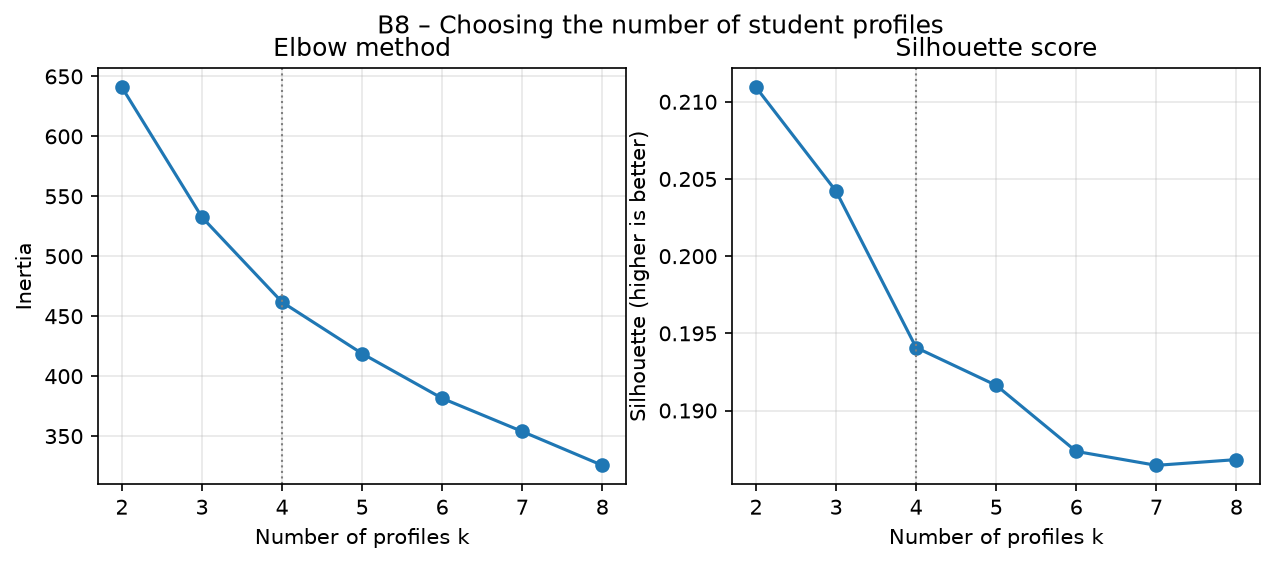 B8 – Choosing the number of student profiles
Elbow method
Inertia
650
600
550
500
450
400
350
2 3 4 5 6 7 8
Number of profiles k
Silhouette score
Silhouette (higher is better)
0.210
0.205
0.200
0.195
0.190
2 3 4 5 6 7 8
Number of profiles k